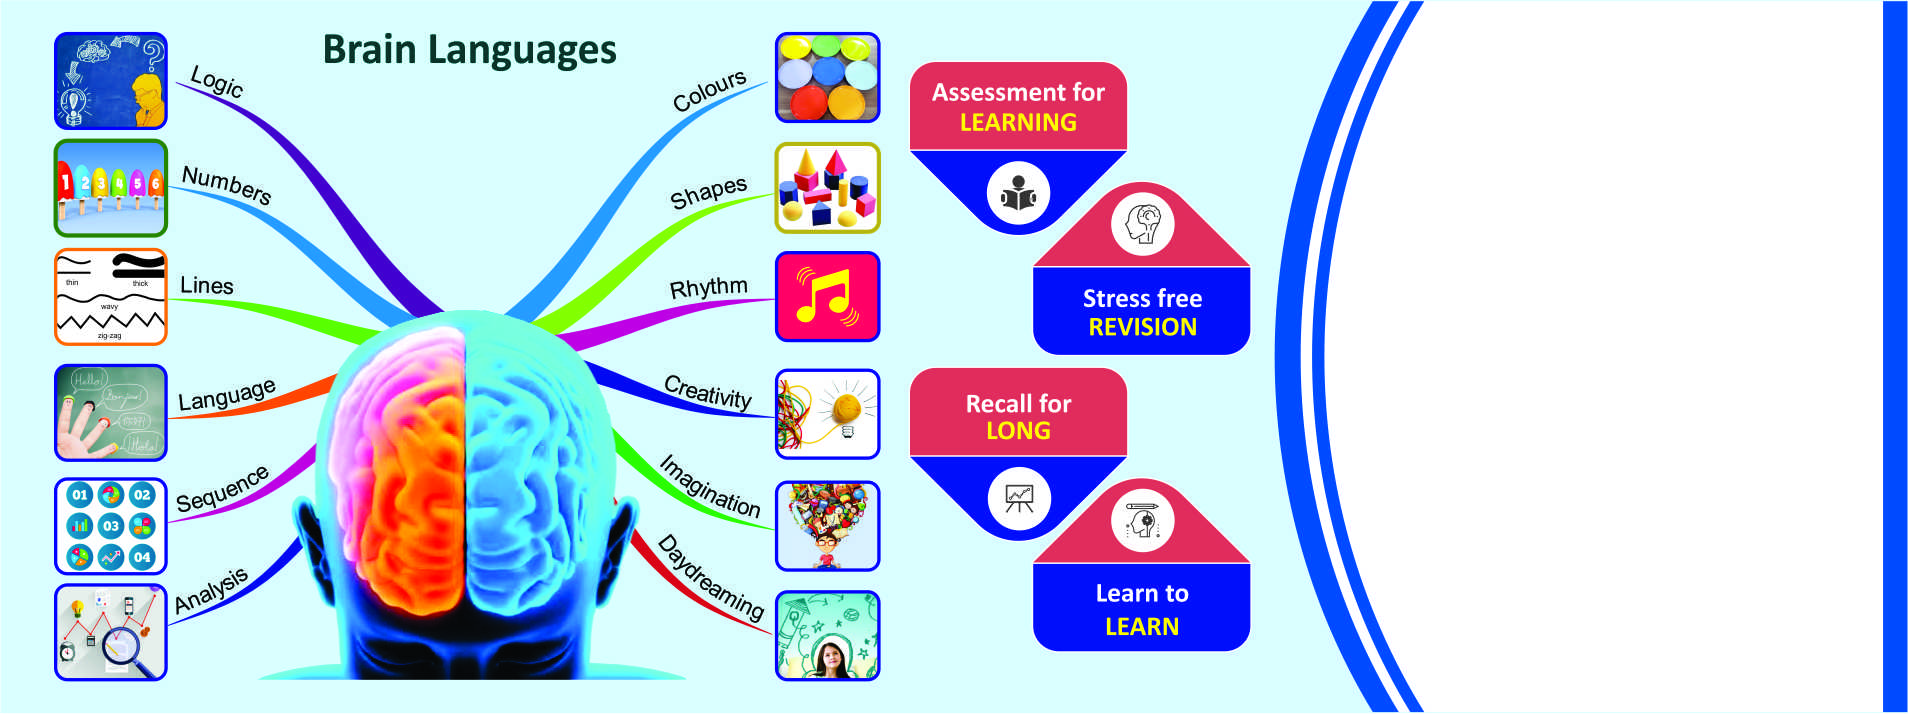 Brain Languages
Logic
Numbers
1 2 3 4 5 6
Lines
thin
thick
wavy
zig-zag
Language
Hello!
Bonjour!
¡Hola!
Sequence
01
02
03
04
Analysis
Colours
Shapes
Rhythm
Creativity
Imagination
Daydreaming
Assessment for
LEARNING
Stress free
REVISION
Recall for
LONG
Learn to
LEARN